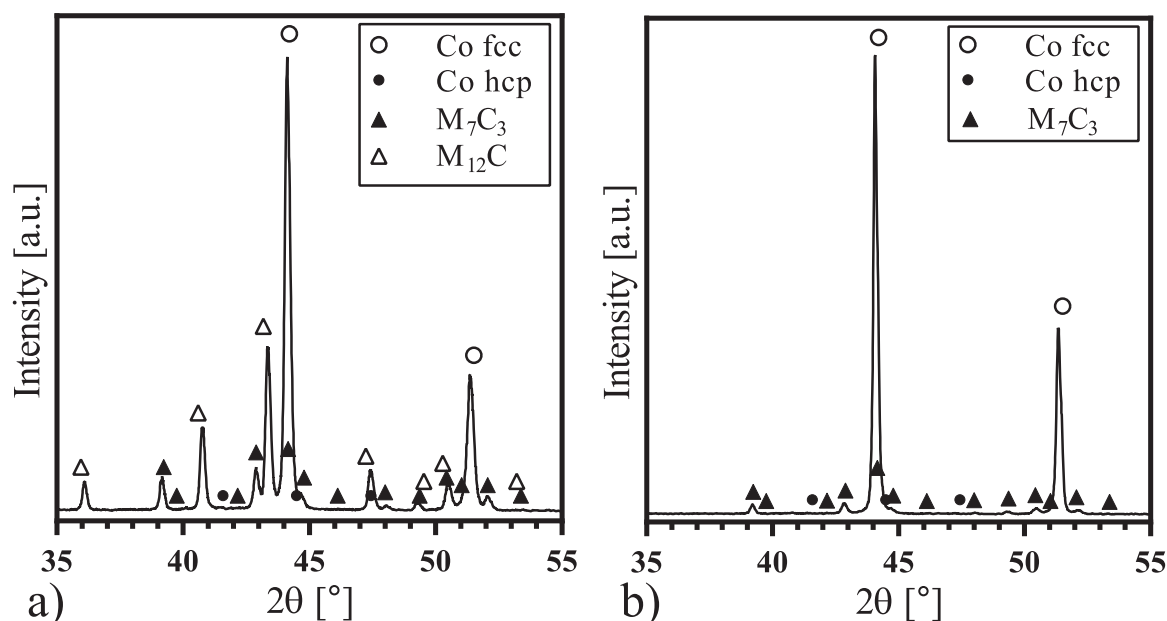 Co fcc
Co hcp
M₇C₃
M₁₂C
Intensity [a.u.]
35 40 45 50 55
2θ [°]
a)
Co fcc
Co hcp
M₇C₃
Intensity [a.u.]
35 40 45 50 55
2θ [°]
b)